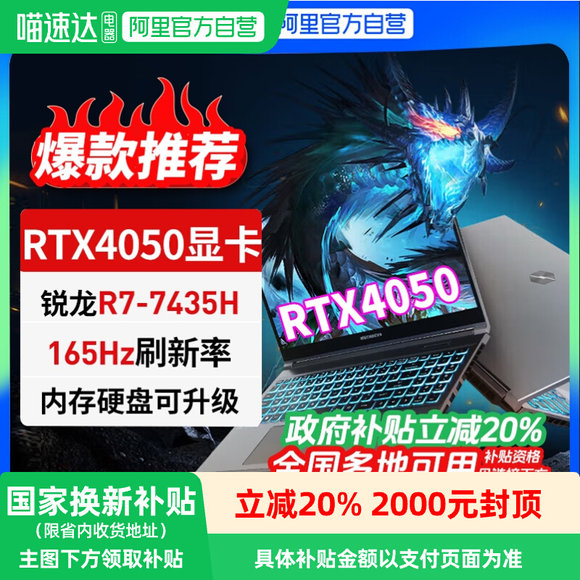 喵速达电器 阿里官方自营 阿里官方自营
爆款推荐
RTX4050显卡
锐龙R7-7435H
165Hz刷新率
内存硬盘可升级
RTX4050
政府补贴立减20%
全国多地可用 补贴资格
国家换新补贴
(限省内收货地址)
主图下方领取补贴
立减20% 2000元封顶
具体补贴金额以支付页面为准